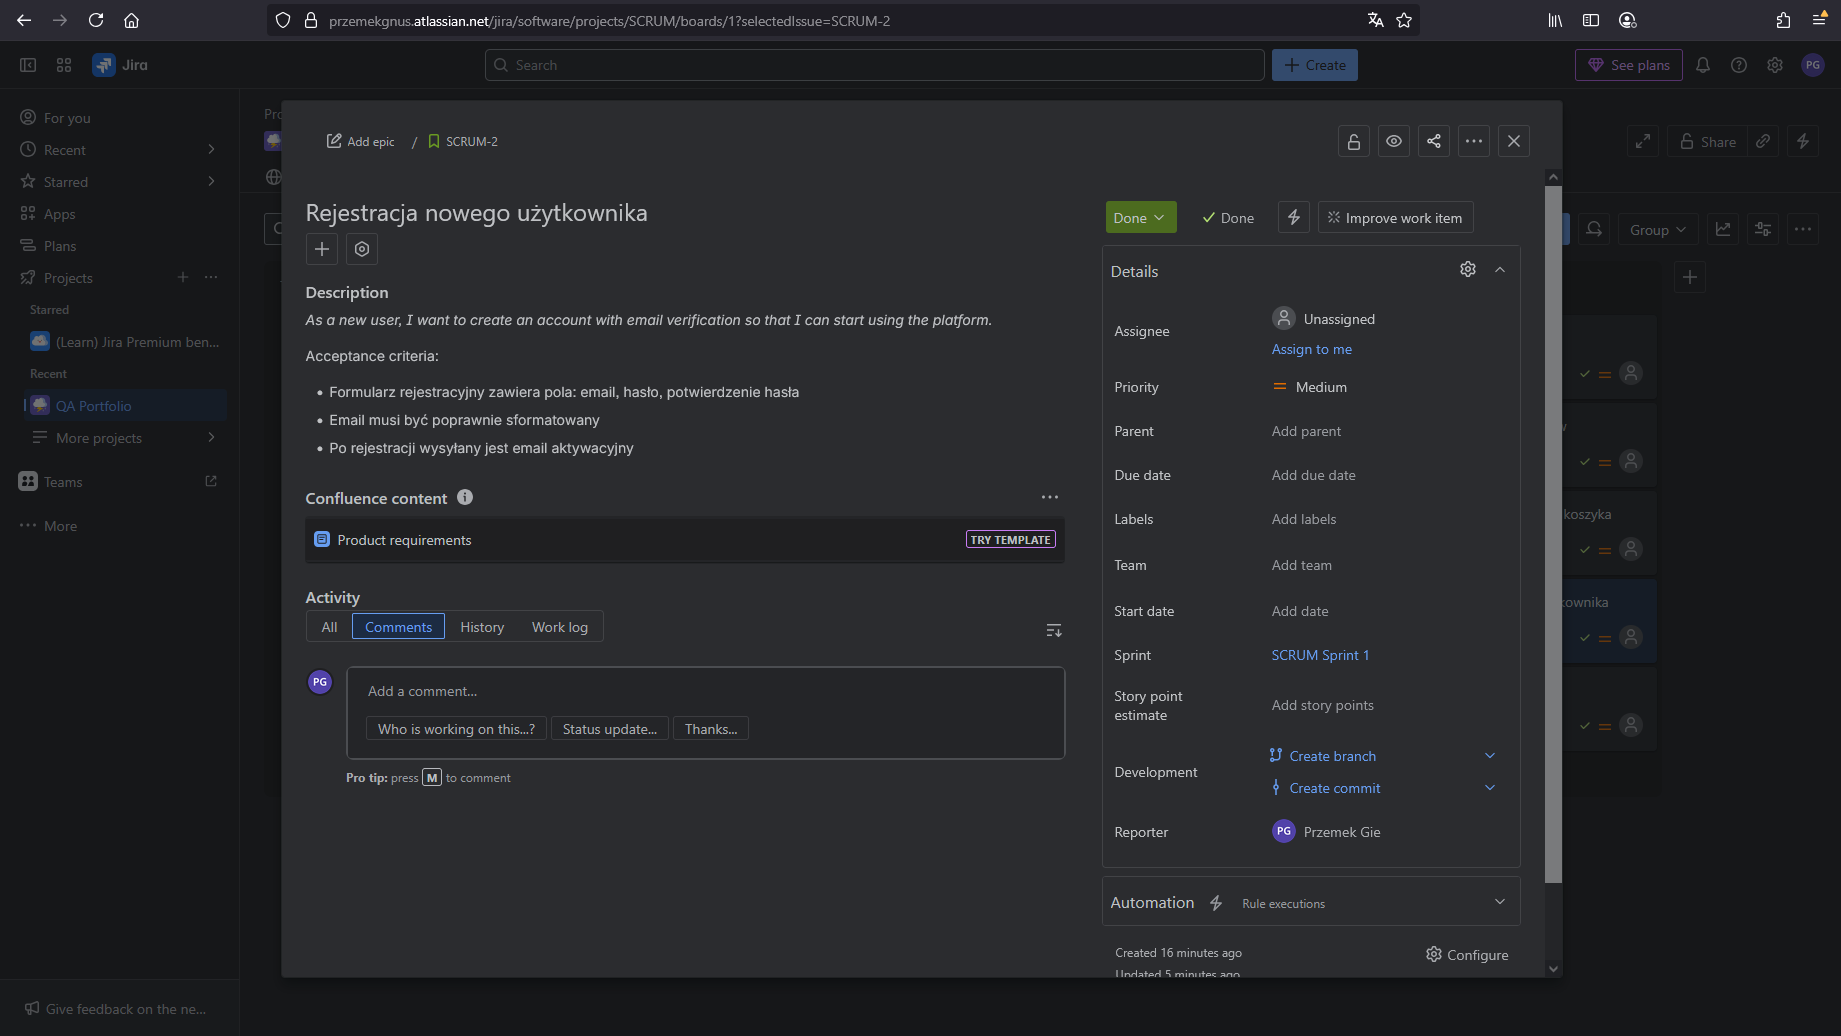 przemekgnus.atlassian.net/jira/software/projects/SCRUM/boards/1?selectedIssue=SCRUM-2
Jira
Search
Create
See plans
PG
For you
Recent
Starred
Apps
Plans
Projects
Starred
(Learn) Jira Premium ben...
Recent
QA Portfolio
More projects
Teams
More
Give feedback on the ne...
Add epic / SCRUM-2
Rejestracja nowego użytkownika
Description
As a new user, I want to create an account with email verification so that I can start using the platform.
Acceptance criteria:
• Formularz rejestracyjny zawiera pola: email, hasło, potwierdzenie hasła
• Email musi być poprawnie sformatowany
• Po rejestracji wysyłany jest email aktywacyjny
Confluence content
Product requirements TRY TEMPLATE
Activity
All Comments History Work log
PG
Add a comment...
Who is working on this...? Status update... Thanks...
Pro tip: press M to comment
Done Done Improve work item
Details
Assignee Unassigned
Assign to me
Priority Medium
Parent Add parent
Due date Add due date
Labels Add labels
Team Add team
Start date Add date
Sprint SCRUM Sprint 1
Story point estimate Add story points
Development Create branch
Create commit
Reporter PG Przemek Gie
Automation Rule executions
Created 16 minutes ago Configure
Updated 5 minutes ago
Share
Group
koszyka